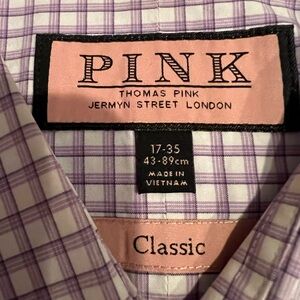 PINK
THOMAS PINK
JERMYN STREET LONDON
17-35
43-89cm
MADE IN
VIETNAM
Classic